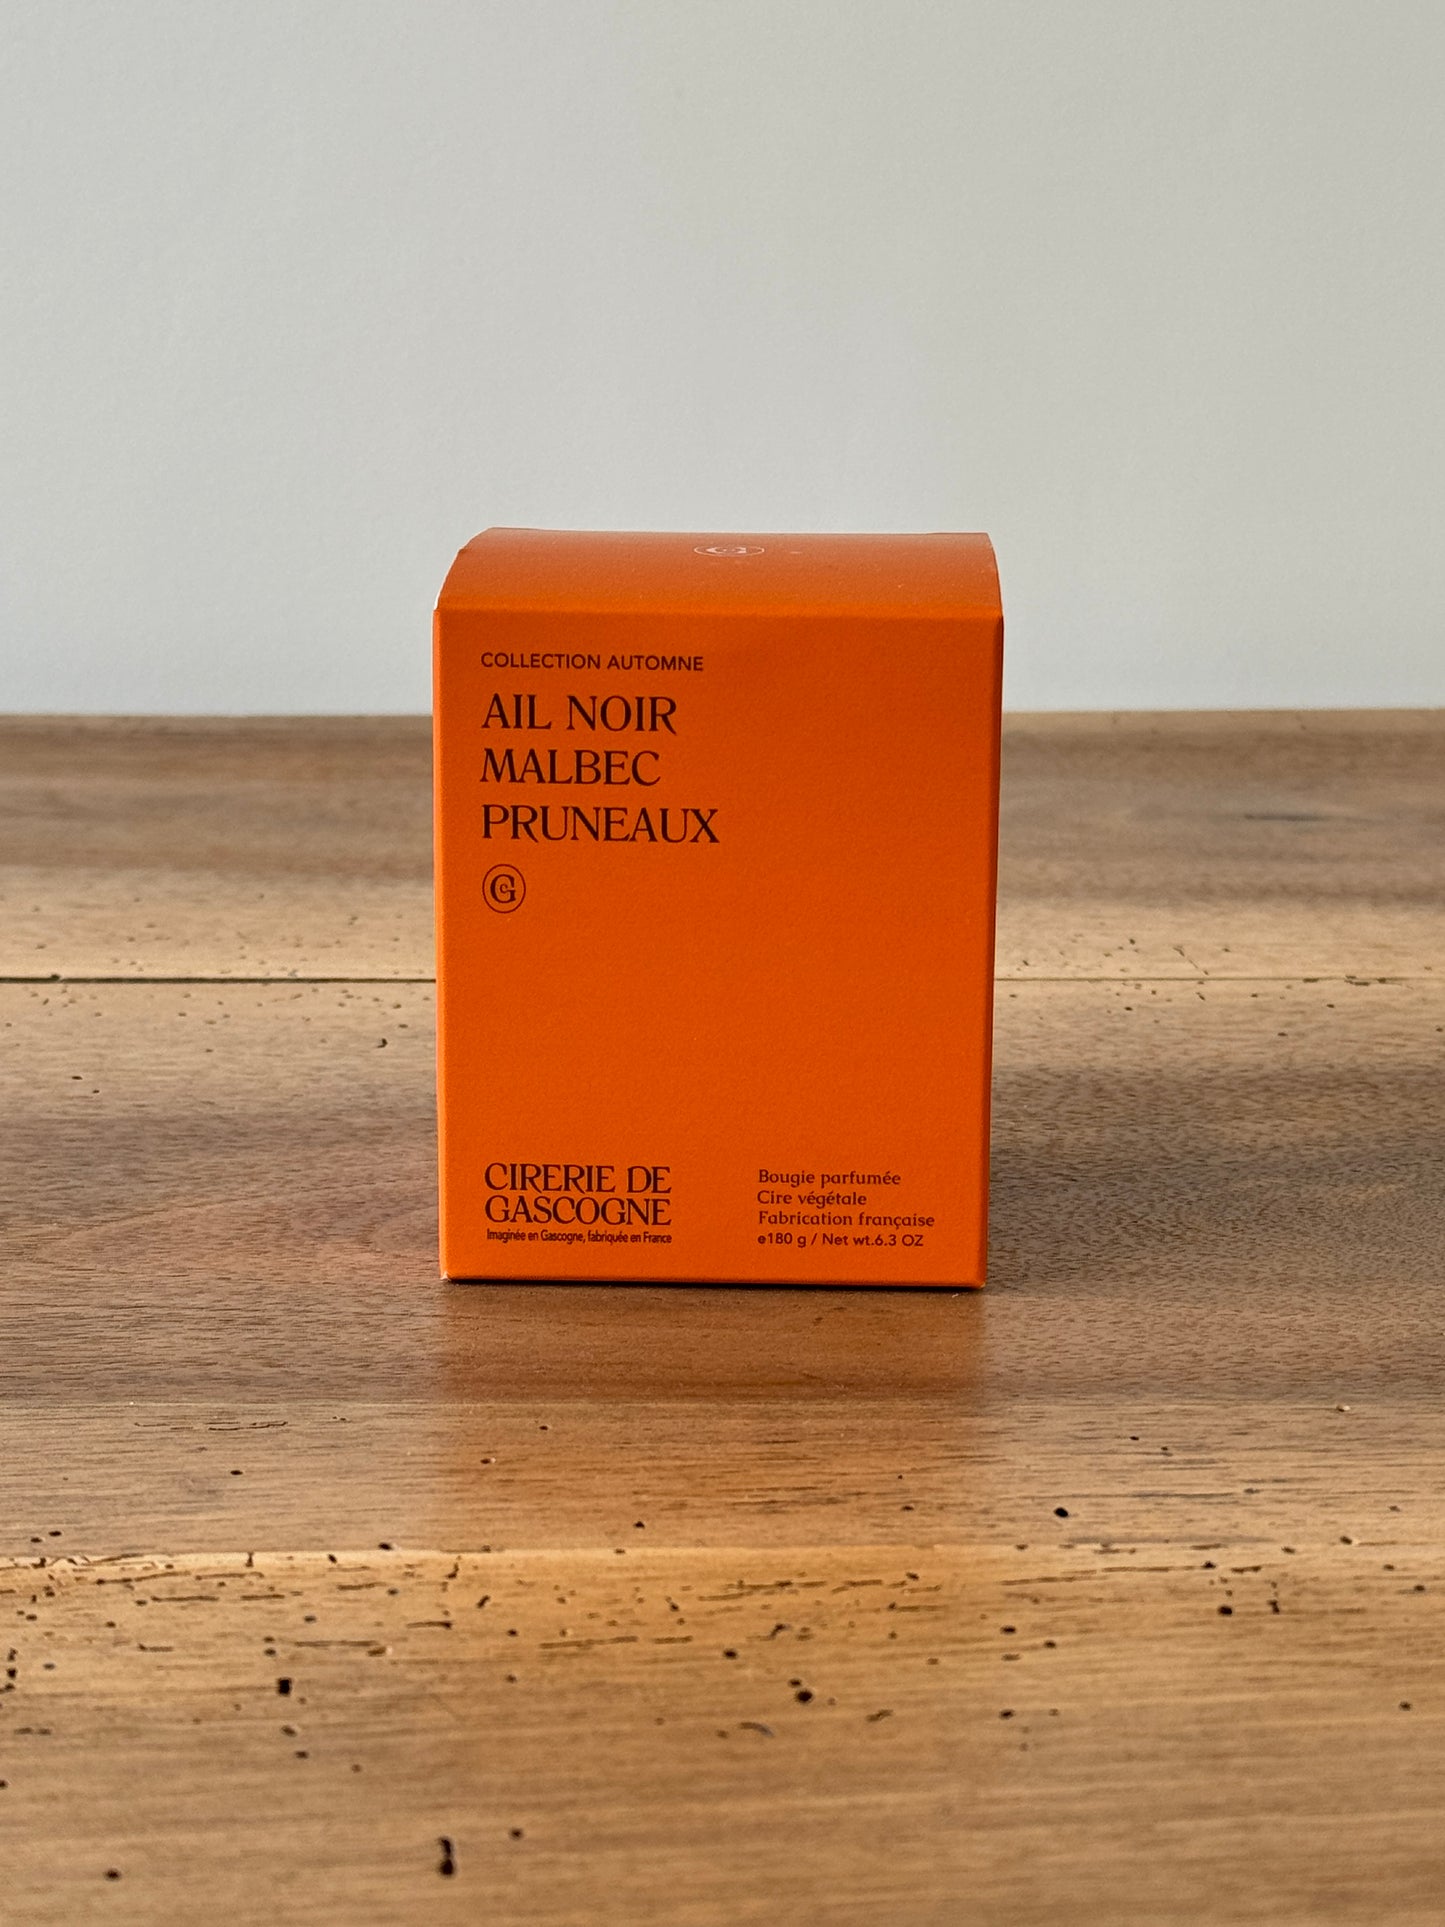 COLLECTION AUTOMNE
AIL NOIR
MALBEC
PRUNEAUX
CIRERIE DE
GASCOGNE
Imaginée en Gascogne, fabriquée en France
Bougie parfumée
Cire végétale
Fabrication française
e180 g / Net wt.6.3 OZ